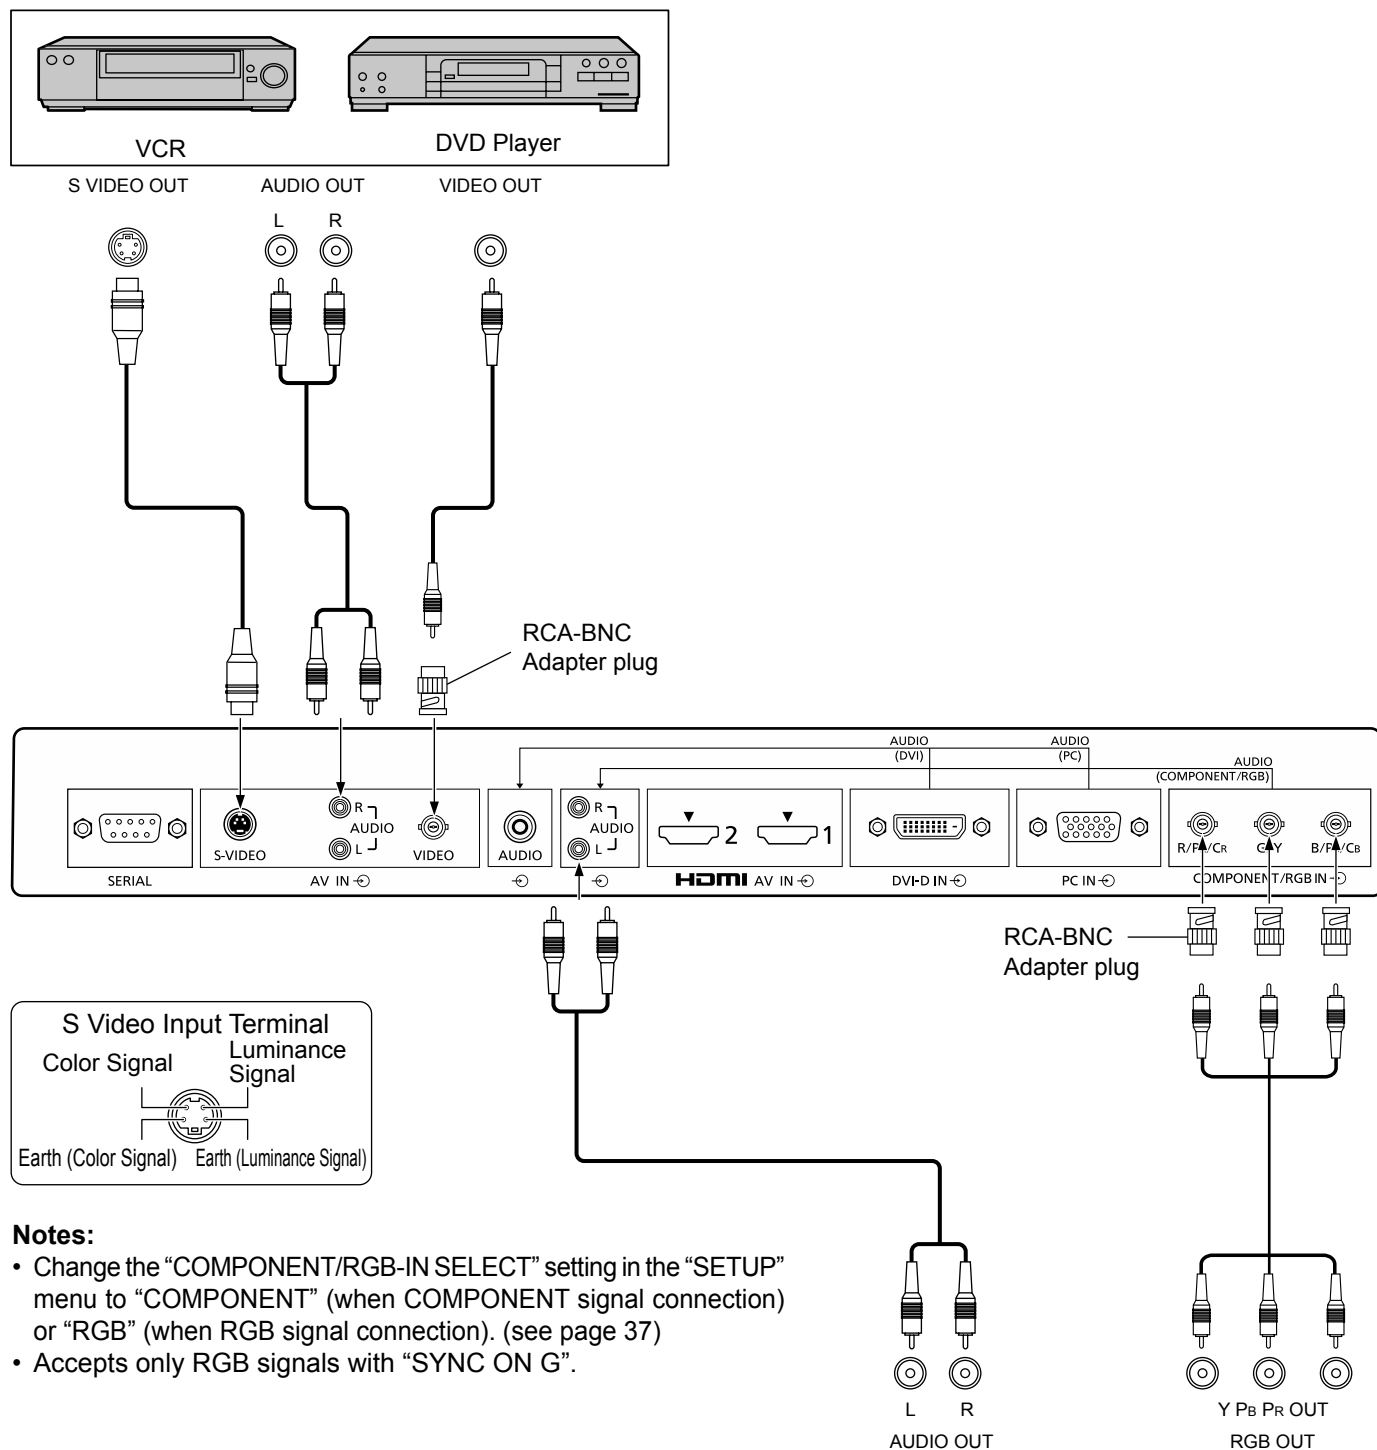 VCR
DVD Player
S VIDEO OUT
AUDIO OUT
VIDEO OUT
L
R
RCA-BNC
Adapter plug
AUDIO
(DVI)
AUDIO
(PC)
AUDIO
(COMPONENT/RGB)
R
AUDIO
L
S-VIDEO
VIDEO
AUDIO
R
AUDIO
L
2
1
R/PR/CR
G/Y
B/PB/CB
SERIAL
AV IN
HDMI AV IN
DVI-D IN
PC IN
COMPONENT/RGB IN
RCA-BNC
Adapter plug
S Video Input Terminal
Color Signal
Luminance
Signal
Earth (Color Signal)
Earth (Luminance Signal)
Notes:
• Change the “COMPONENT/RGB-IN SELECT” setting in the “SETUP”
menu to “COMPONENT” (when COMPONENT signal connection)
or “RGB” (when RGB signal connection). (see page 37)
• Accepts only RGB signals with “SYNC ON G”.
L
R
AUDIO OUT
Y PB PR OUT
RGB OUT